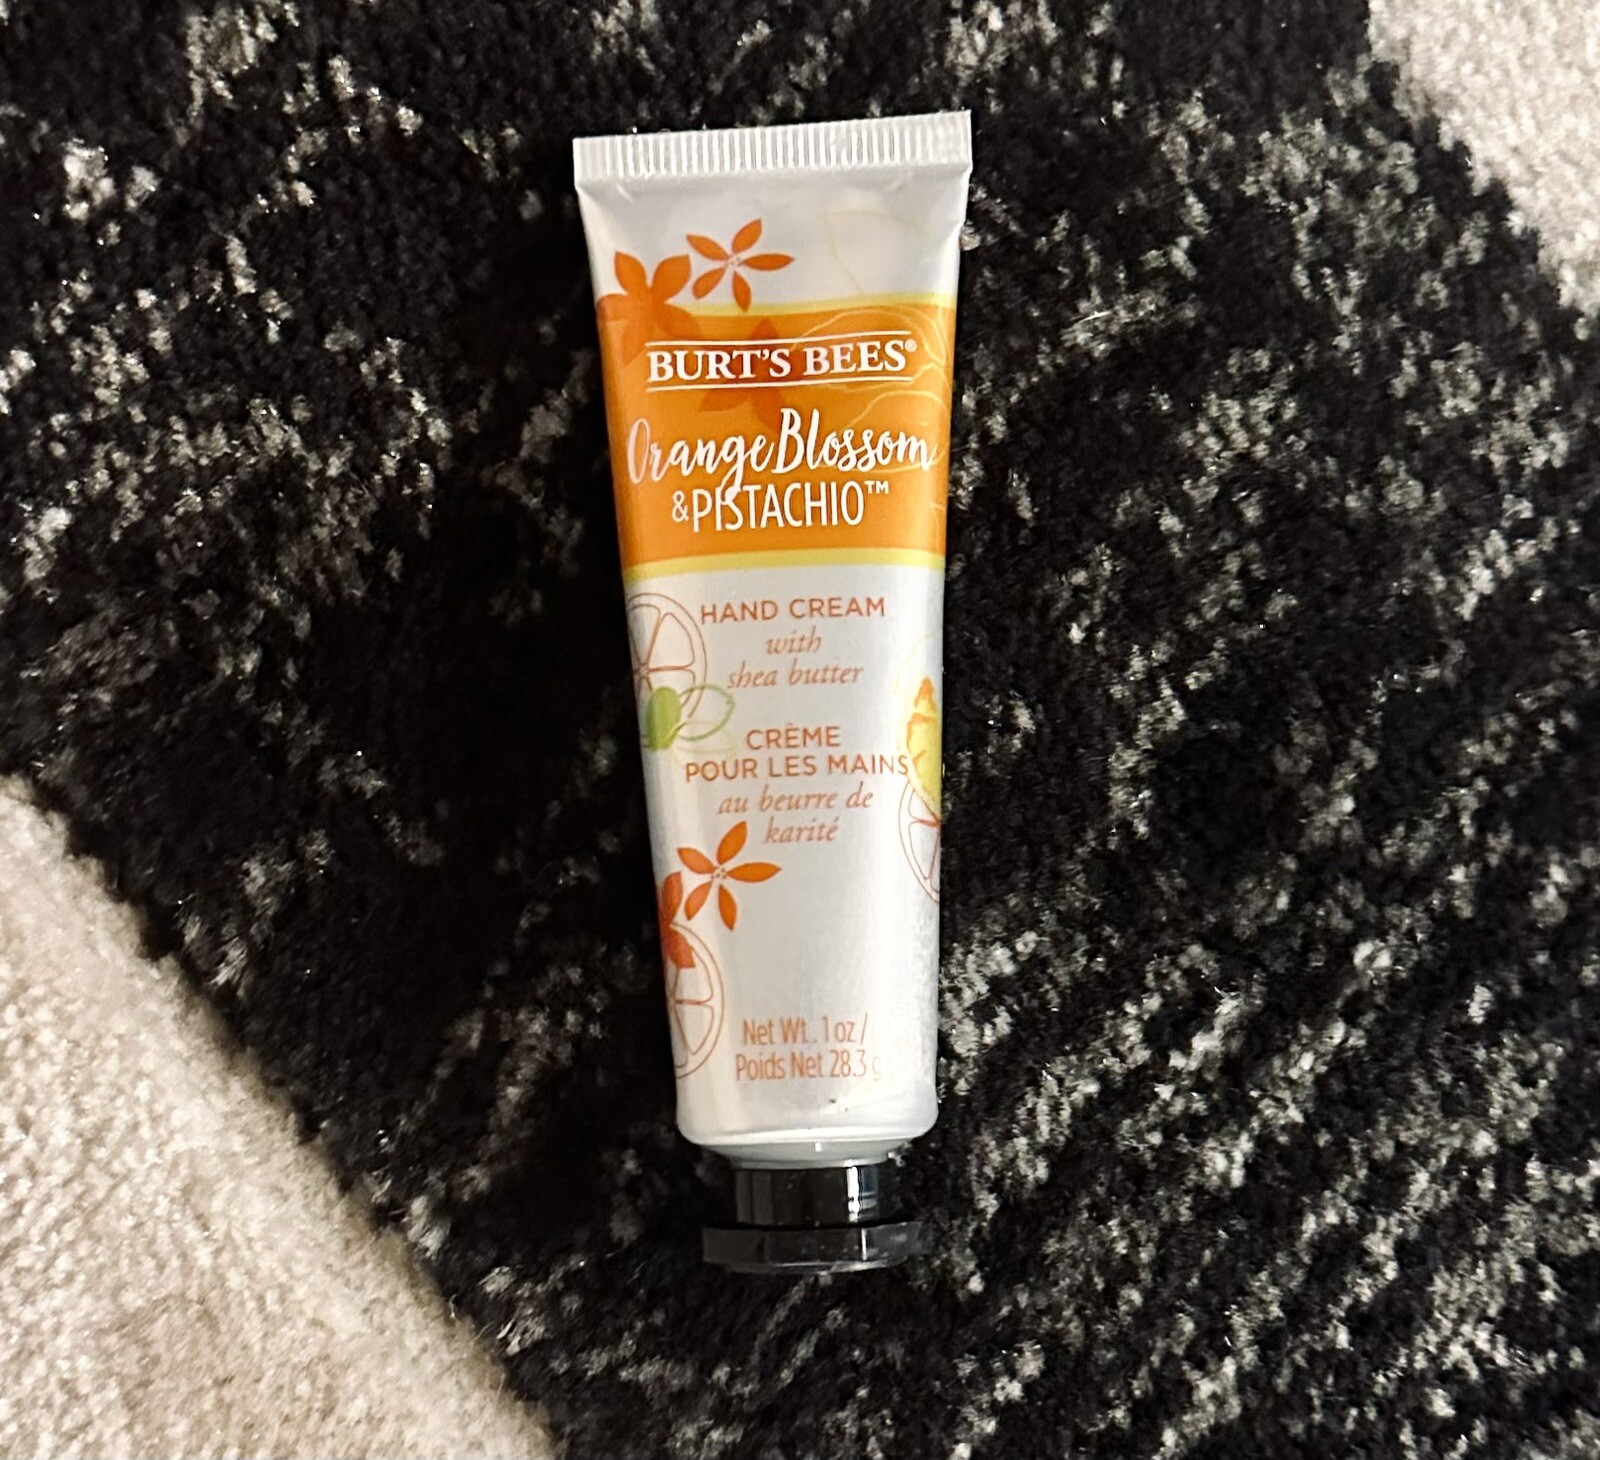 BURT'S BEES®
Orange Blossom
& PISTACHIO™
HAND CREAM
with
shea butter
CRÈME
POUR LES MAINS
au beurre de
karité
Net Wt. 1 oz /
Poids Net 28.3 g